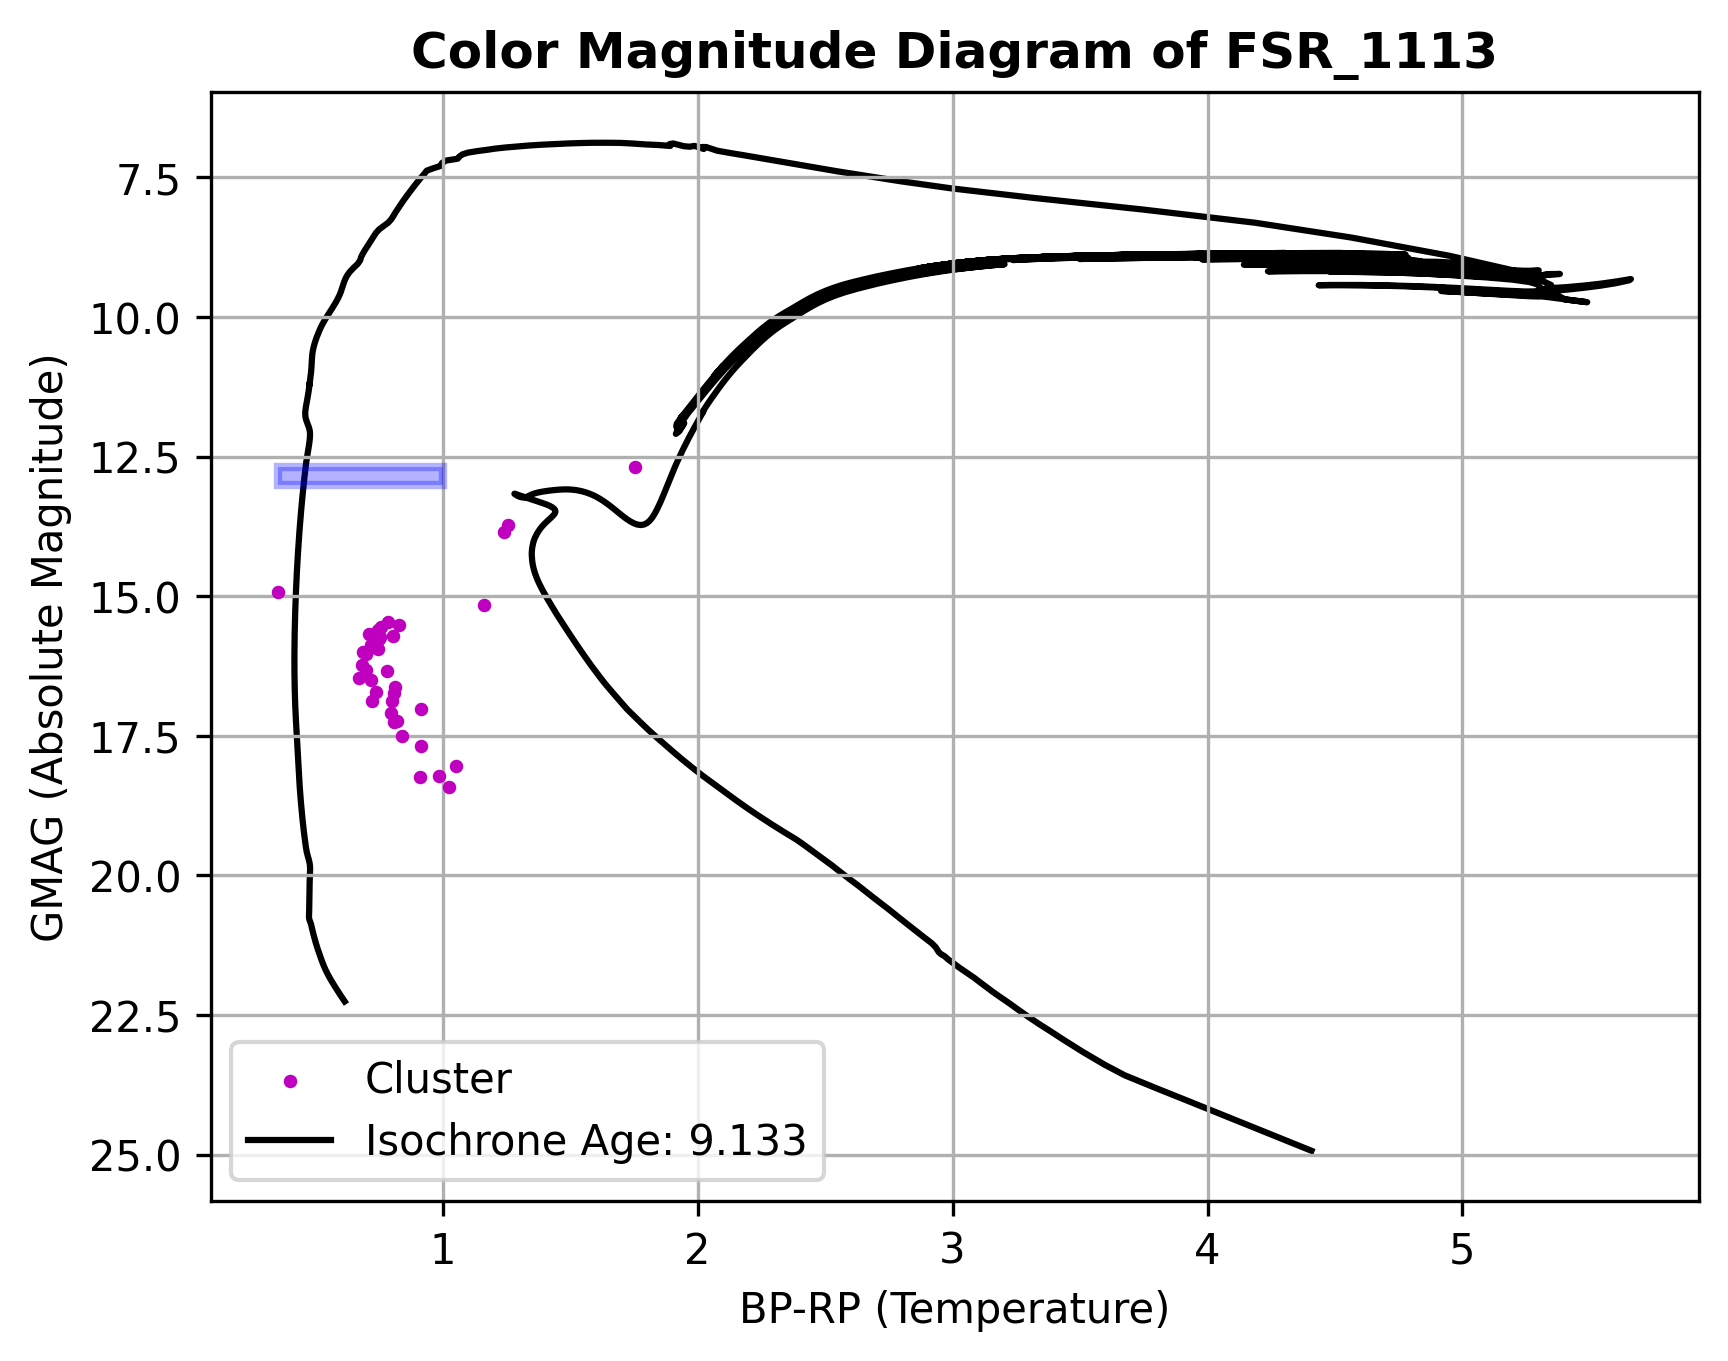 Color Magnitude Diagram of FSR_1113
GMAG (Absolute Magnitude)
7.5
10.0
12.5
15.0
17.5
20.0
22.5
25.0
Cluster
Isochrone Age: 9.133
1 2 3 4 5
BP-RP (Temperature)